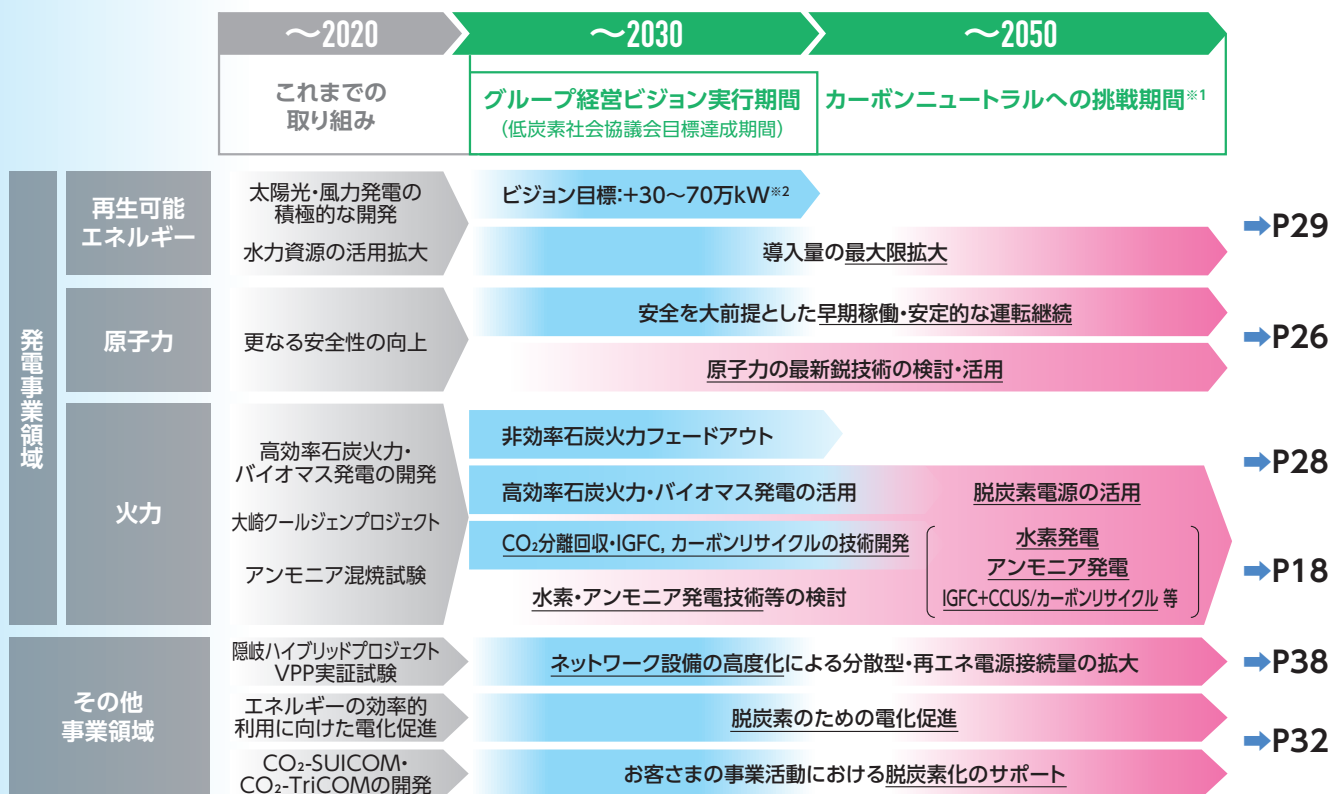 〜2020
〜2030
〜2050
これまでの
取り組み
グループ経営ビジョン実行期間
(低炭素社会協議会目標達成期間)
カーボンニュートラルへの挑戦期間※1
発電事業領域
再生可能
エネルギー
太陽光・風力発電の
積極的な開発
水力資源の活用拡大
ビジョン目標:+30〜70万kW※2
導入量の最大限拡大
➡P29
原子力
更なる安全性の向上
安全を大前提とした早期稼働・安定的な運転継続
原子力の最新鋭技術の検討・活用
➡P26
火力
高効率石炭火力・
バイオマス発電の開発
大崎クールジェンプロジェクト
アンモニア混焼試験
非効率石炭火力フェードアウト
高効率石炭火力・バイオマス発電の活用
CO₂分離回収・IGFC, カーボンリサイクルの技術開発
水素・アンモニア発電技術等の検討
脱炭素電源の活用
水素発電
アンモニア発電
IGFC+CCUS/カーボンリサイクル 等
➡P28
➡P18
その他
事業領域
隠岐ハイブリッドプロジェクト
VPP実証試験
ネットワーク設備の高度化による分散型・再エネ電源接続量の拡大
➡P38
エネルギーの効率的
利用に向けた電化促進
脱炭素のための電化促進
➡P32
CO₂-SUICOM・
CO₂-TriCOMの開発
お客さまの事業活動における脱炭素化のサポート